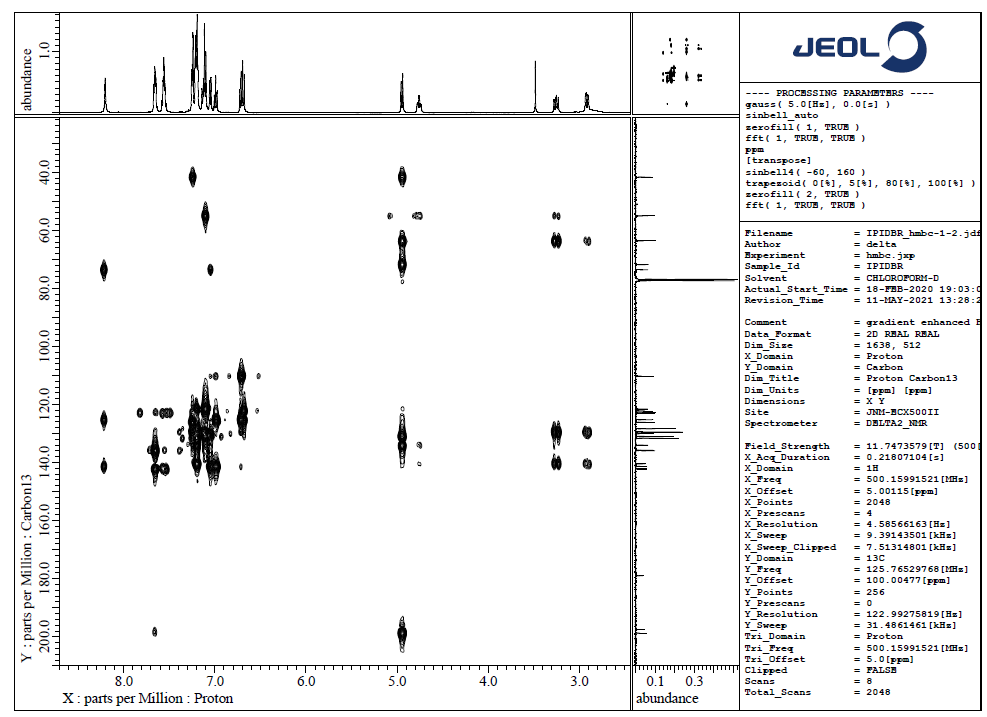 abundance
1.0
JEOL
---- PROCESSING PARAMETERS ----
gauss( 5.0[Hz], 0.0[s] )
sinbell_auto
zerofill( 1, TRUE )
fft( 1, TRUE, TRUE )
ppm
[transpose]
sinbell4( -60, 160 )
trapezoid( 0[%], 5[%], 80[%], 100[%] )
zerofill( 2, TRUE )
fft( 1, TRUE, TRUE )
Filename = IPIDBR_hmbc-1-2.jdf
Author = delta
Experiment = hmbc.jxp
Sample_Id = IPIDBR
Solvent = CHLOROFORM-D
Actual_Start_Time = 18-FEB-2020 19:03:0
Revision_Time = 11-MAY-2021 13:28:2
Comment = gradient enhanced
Data_Format = 2D REAL REAL
Dim_Size = 1638, 512
X_Domain = Proton
Y_Domain = Carbon
Dim_Title = Proton Carbon13
Dim_Units = [ppm] [ppm]
Dimensions = X Y
Site = JNM-ECX500II
Spectrometer = DELTA2_NMR
Field_Strength = 11.7473579[T] (500[
X_Acq_Duration = 0.21807104[s]
X_Domain = 1H
X_Freq = 500.15991521[MHz]
X_Offset = 5.00115[ppm]
X_Points = 2048
X_Prescans = 4
X_Resolution = 4.58566163[Hz]
X_Sweep = 9.39143501[kHz]
X_Sweep_Clipped = 7.51314801[kHz]
Y_Domain = 13C
Y_Freq = 125.76529768[MHz]
Y_Offset = 100.00477[ppm]
Y_Points = 256
Y_Prescans = 0
Y_Resolution = 122.99275819[Hz]
Y_Sweep = 31.4861461[kHz]
Tri_Domain = Proton
Tri_Freq = 500.15991521[MHz]
Tri_Offset = 5.0[ppm]
Clipped = FALSE
Scans = 8
Total_Scans = 2048
Y : parts per Million : Carbon13
40.0
60.0
80.0
100.0
120.0
140.0
160.0
180.0
200.0
8.0 7.0 6.0 5.0 4.0 3.0
X : parts per Million : Proton
0.1 0.3
abundance